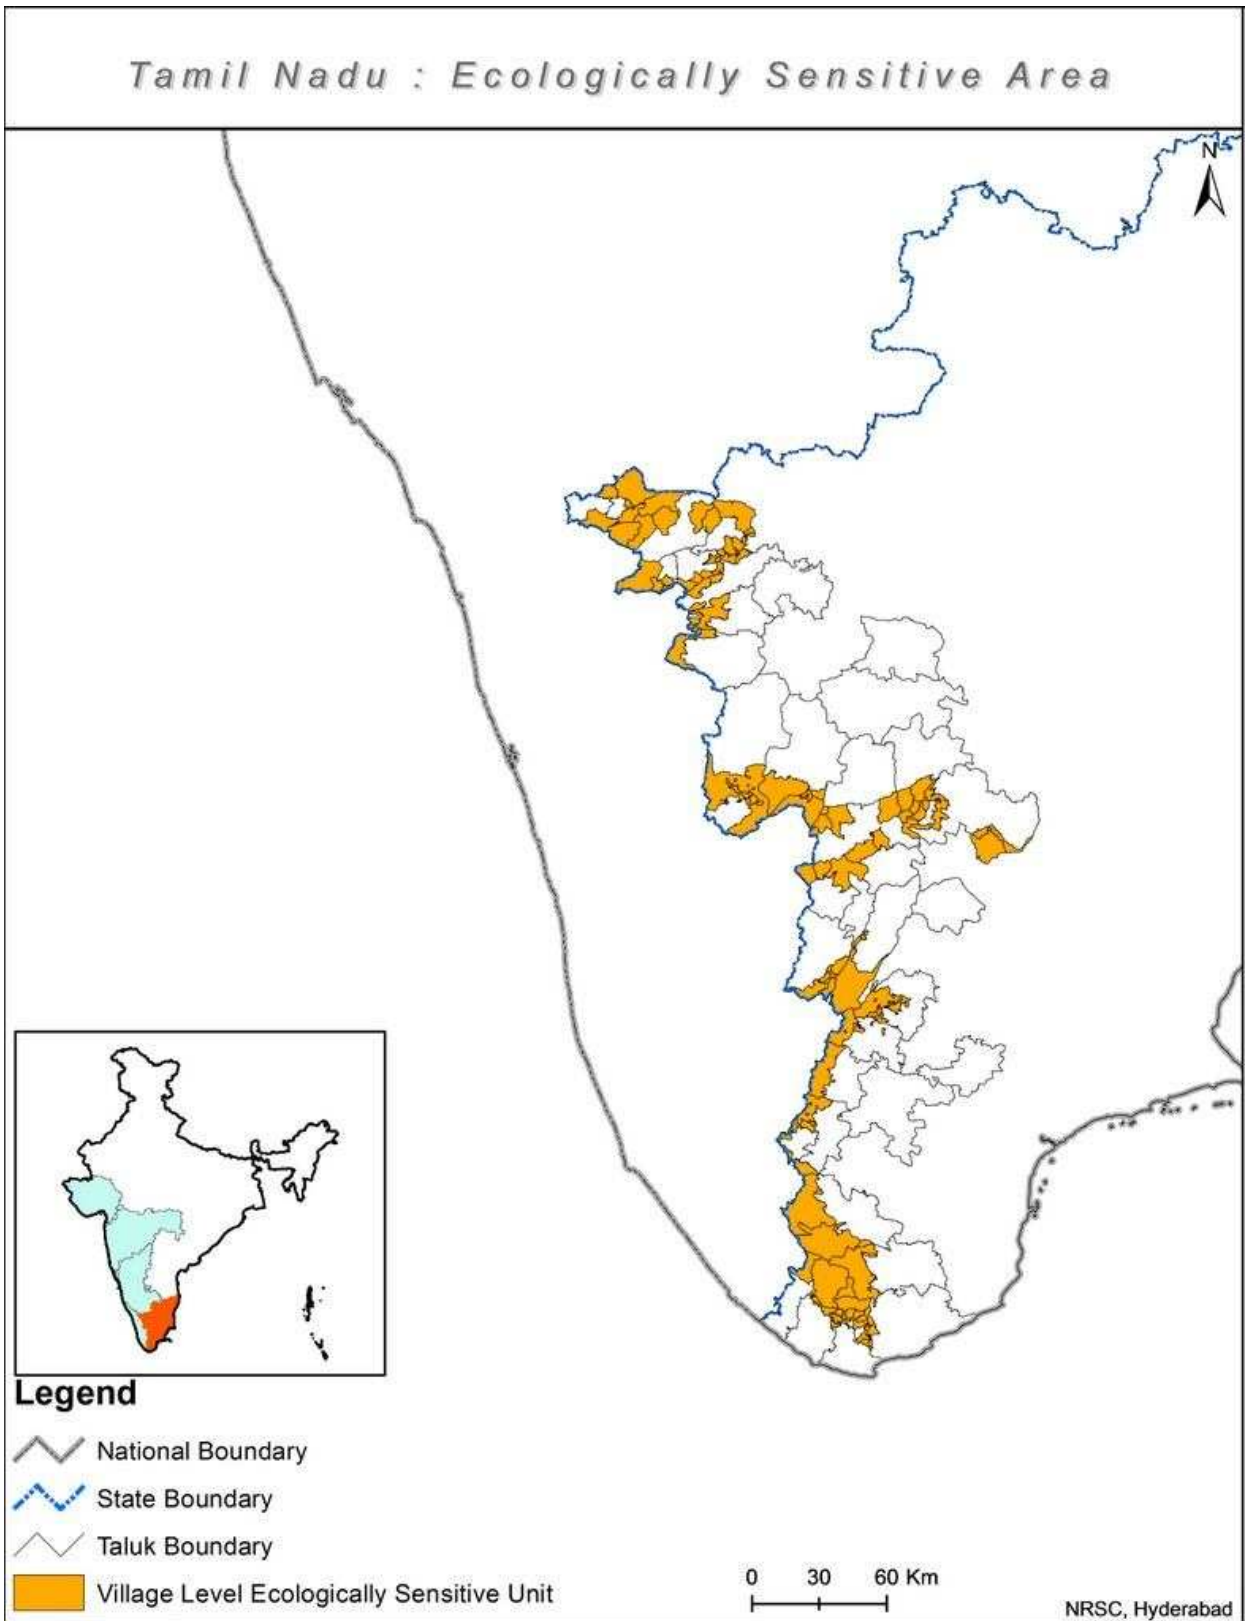 Tamil Nadu : Ecologically Sensitive Area
N
Legend
National Boundary
State Boundary
Taluk Boundary
Village Level Ecologically Sensitive Unit
0 30 60 Km
NRSC, Hyderabad